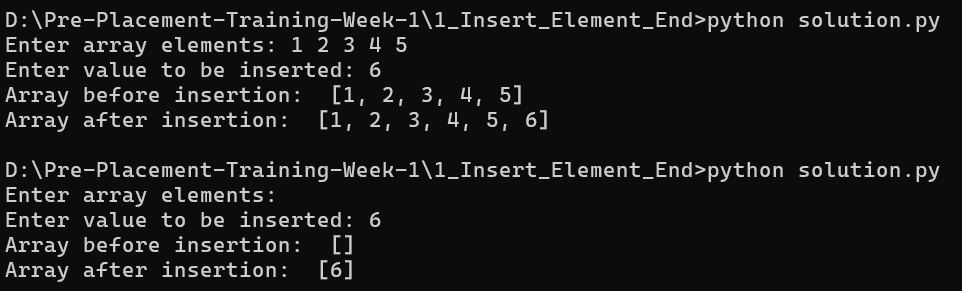 D:\Pre-Placement-Training-Week-1\1_Insert_Element_End>python solution.py
Enter array elements: 1 2 3 4 5
Enter value to be inserted: 6
Array before insertion:  [1, 2, 3, 4, 5]
Array after insertion:  [1, 2, 3, 4, 5, 6]
D:\Pre-Placement-Training-Week-1\1_Insert_Element_End>python solution.py
Enter array elements:
Enter value to be inserted: 6
Array before insertion:  []
Array after insertion:  [6]